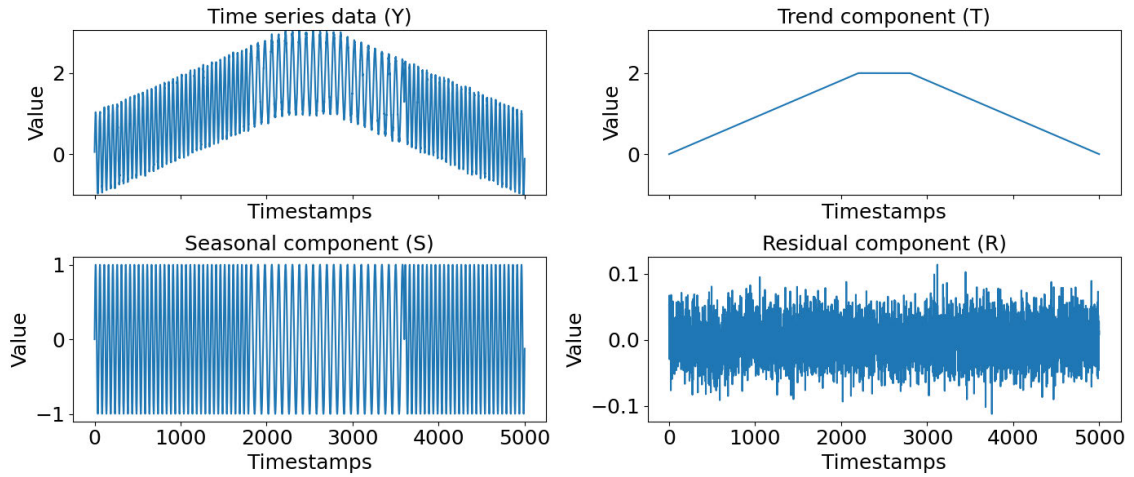 Time series data (Y)
Value
2
0
Timestamps
Trend component (T)
Value
2
0
Timestamps
Seasonal component (S)
Value
1
0
−1
0 1000 2000 3000 4000 5000
Timestamps
Residual component (R)
Value
0.1
0.0
−0.1
0 1000 2000 3000 4000 5000
Timestamps